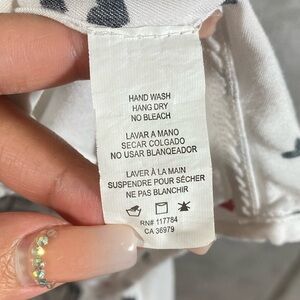 HAND WASH
HANG DRY
NO BLEACH
LAVAR A MANO
SECAR COLGADO
NO USAR BLANQEADOR
LAVER À LA MAIN
SUSPENDRE POUR SÉCHER
NE PAS BLANCHIR
RN# 117784
CA 36979